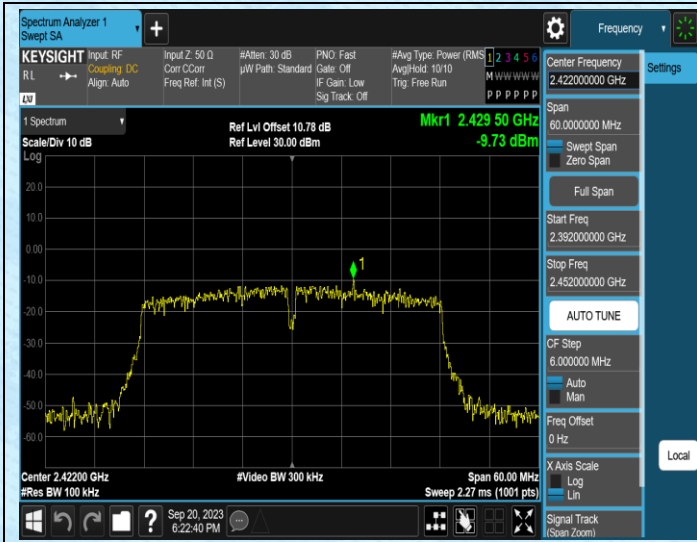 Spectrum Analyzer 1
Swept SA
Frequency
KEYSIGHT
RL
LXI
Input: RF
Coupling: DC
Align: Auto
Input Z: 50 Ω
Corr CCorr
Freq Ref: Int (S)
#Atten: 30 dB
µW Path: Standard
PNO: Fast
Gate: Off
IF Gain: Low
Sig Track: Off
#Avg Type: Power (RMS
Avg|Hold: 10/10
Trig: Free Run
1 2 3 4 5 6
M W W W W W
P P P P P P
1 Spectrum
Scale/Div 10 dB
Log
Ref Lvl Offset 10.78 dB
Ref Level 30.00 dBm
Mkr1 2.429 50 GHz
-9.73 dBm
20.0
10.0
0.00
-10.0
-20.0
-30.0
-40.0
-50.0
-60.0
1
Center 2.42200 GHz
#Res BW 100 kHz
#Video BW 300 kHz
Span 60.00 MHz
Sweep 2.27 ms (1001 pts)
?
Sep 20, 2023
6:22:40 PM
Center Frequency
2.422000000 GHz
Span
60.0000000 MHz
Swept Span
Zero Span
Full Span
Start Freq
2.392000000 GHz
Stop Freq
2.452000000 GHz
AUTO TUNE
CF Step
6.000000 MHz
Auto
Man
Freq Offset
0 Hz
X Axis Scale
Log
Lin
Signal Track
(Span Zoom)
Settings
Local